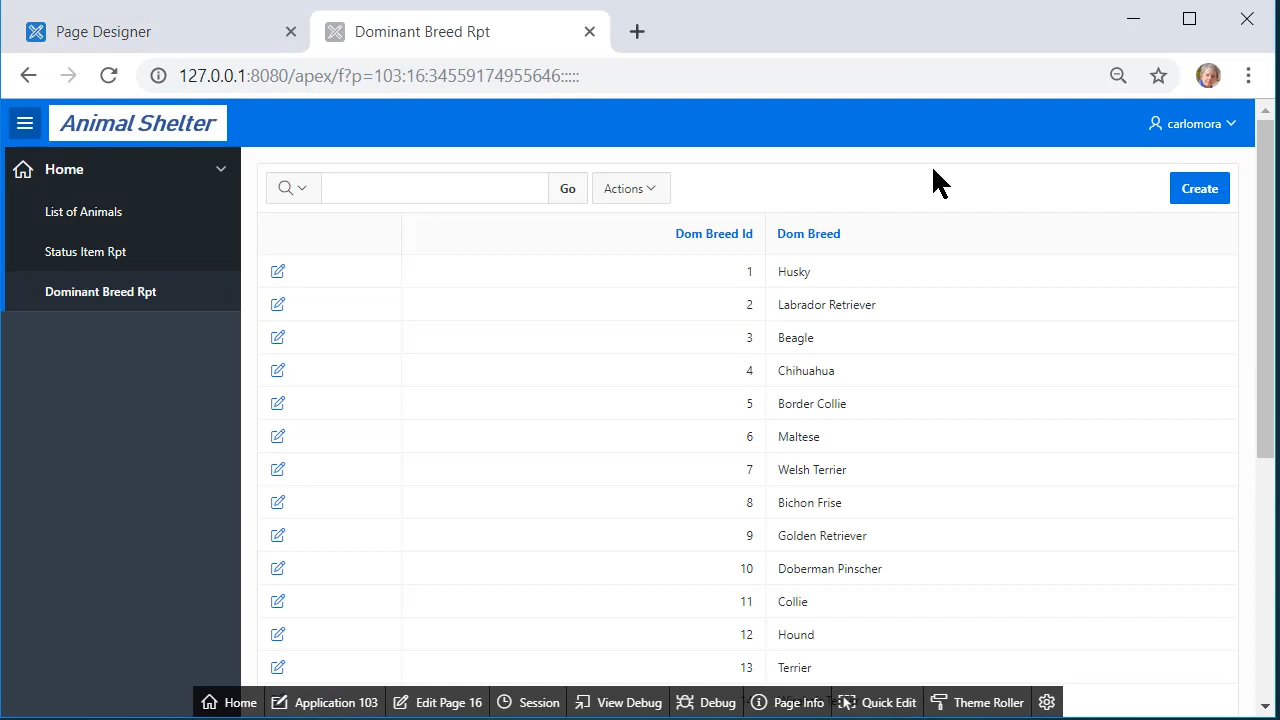 Page Designer
Dominant Breed Rpt
127.0.0.1:8080/apex/f?p=103:16:34559174955646:::::
Animal Shelter
carlomora
Home
List of Animals
Status Item Rpt
Dominant Breed Rpt
Go
Actions
Create
Dom Breed Id
Dom Breed
1 Husky
2 Labrador Retriever
3 Beagle
4 Chihuahua
5 Border Collie
6 Maltese
7 Welsh Terrier
8 Bichon Frise
9 Golden Retriever
10 Doberman Pinscher
11 Collie
12 Hound
13 Terrier
Home
Application 103
Edit Page 16
Session
View Debug
Debug
Page Info
Quick Edit
Theme Roller